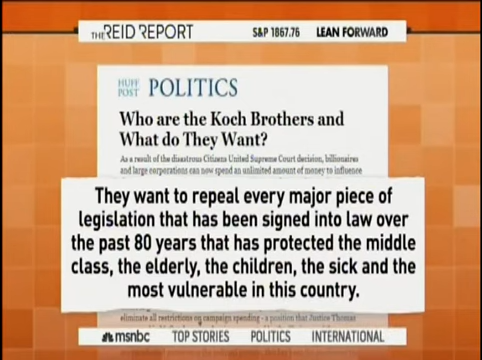 THE REID REPORT
S&P 1867.76
LEAN FORWARD
HUFF
POST POLITICS
Who are the Koch Brothers and
What do They Want?
As a result of the disastrous Citizens United Supreme Court decision, billionaires
and large corporations can now spend an unlimited amount of money to influence
They want to repeal every major piece of
legislation that has been signed into law over
the past 80 years that has protected the middle
class, the elderly, the children, the sick and the
most vulnerable in this country.
eliminate all restrictions on campaign spending - a position that Justice Thomas
msnbc
TOP STORIES
POLITICS
INTERNATIONAL